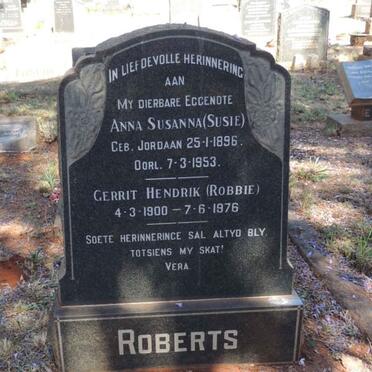 IN LIEFDEVOLLE HERINNERING
AAN
MY DIERBARE EGGENOTE
ANNA SUSANNA (SUSIE)
GEB. JORDAAN 25-1-1896.
OORL. 7-3-1953.
GERRIT HENDRIK (ROBBIE)
4-3-1900 — 7-6-1976
SOETE HERINNERINGE SAL ALTYD BLY.
TOTSIENS MY SKAT!
VERA
ROBERTS